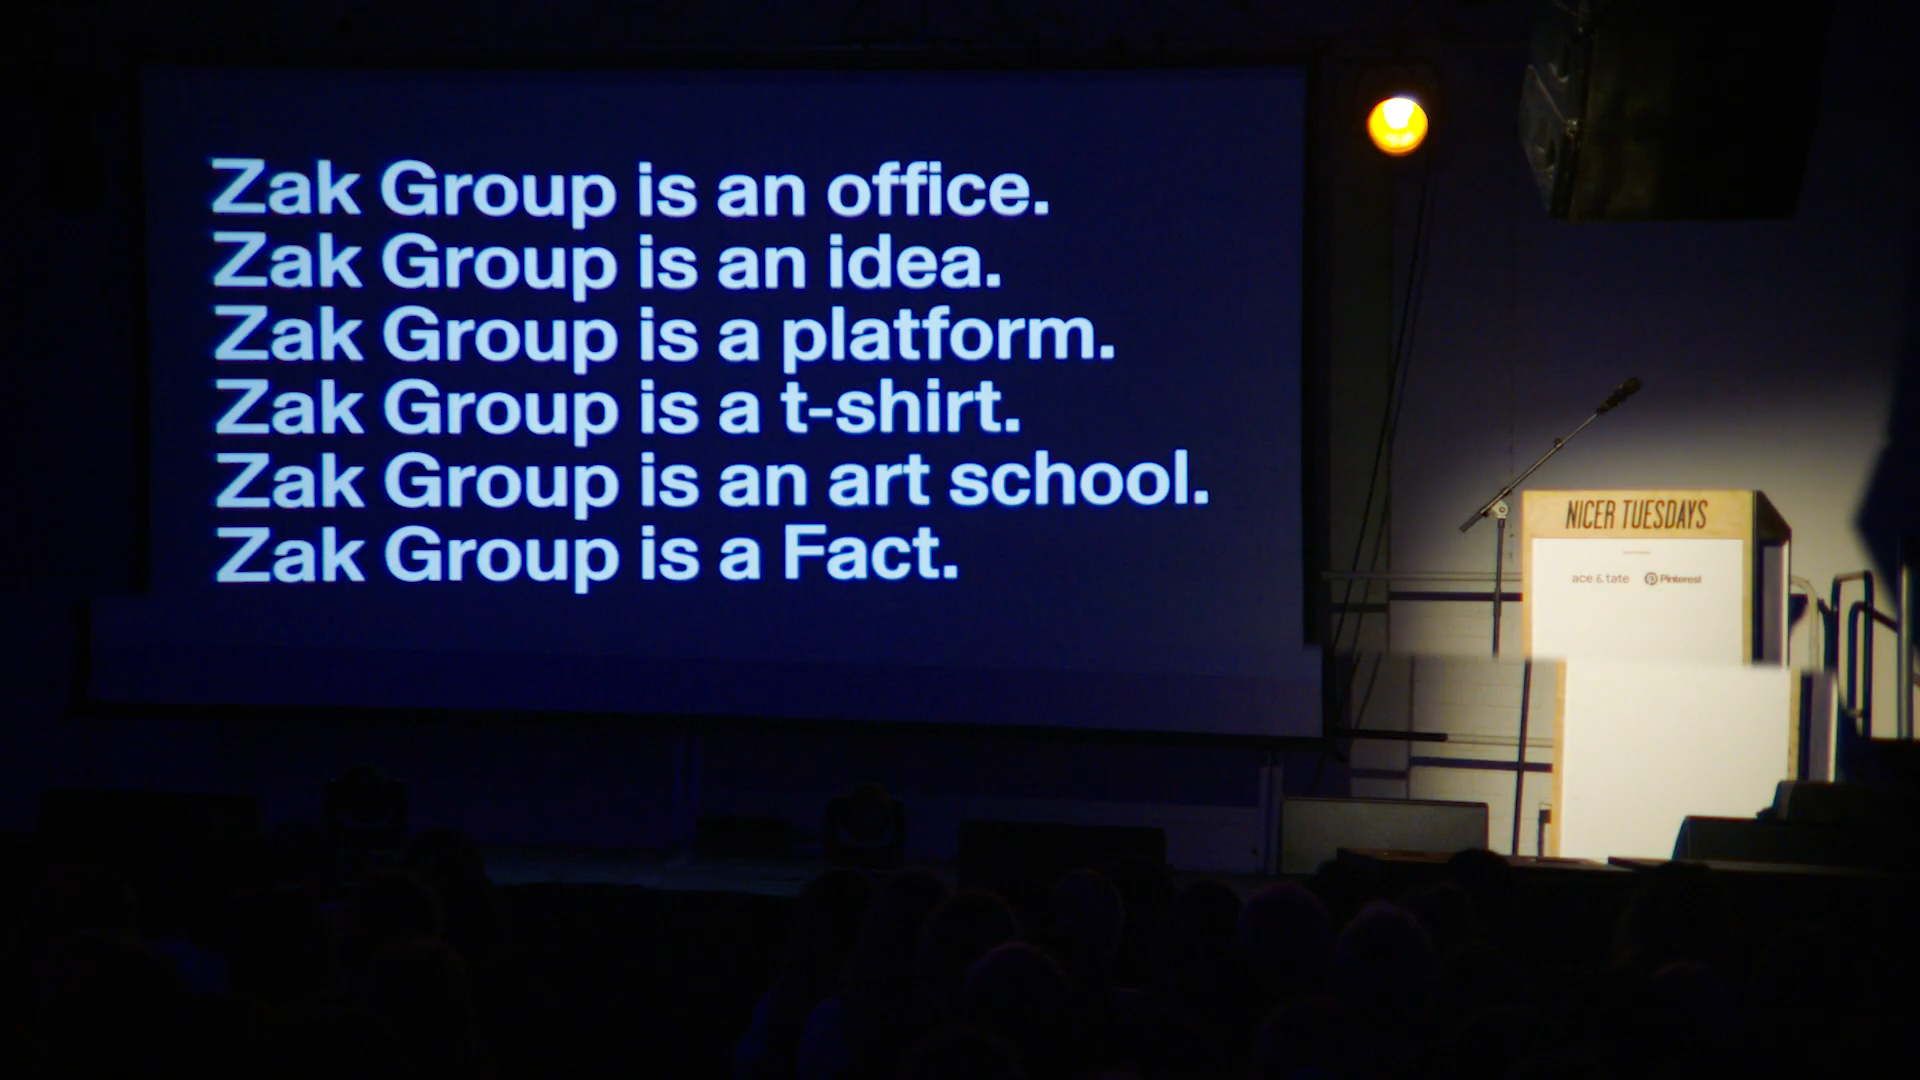 Zak Group is an office.
Zak Group is an idea.
Zak Group is a platform.
Zak Group is a t-shirt.
Zak Group is an art school.
Zak Group is a Fact.
NICER TUESDAYS
ace & tate Pinterest